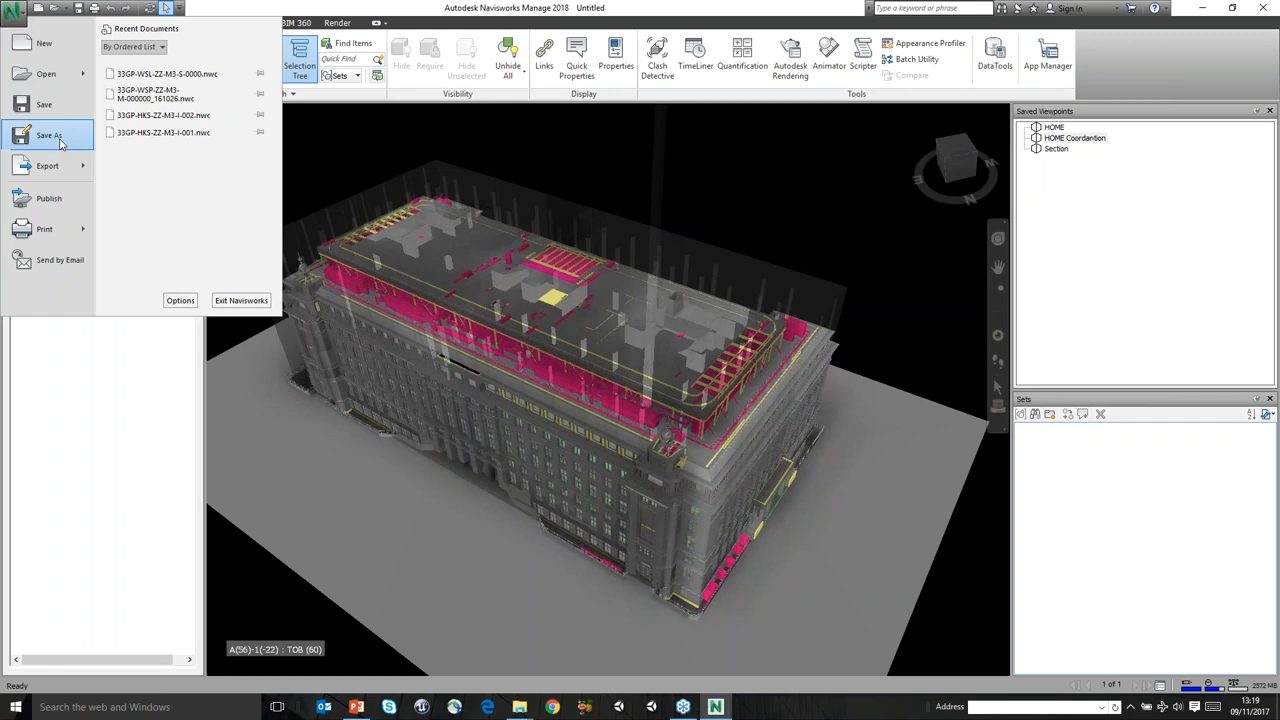 Autodesk Navisworks Manage 2018 Untitled
Type a keyword or phrase
Sign In
BIM 360
Render
Recent Documents
By Ordered List
33GP-WSL-ZZ-M3-S-0000.nwc
33GP-WSP-ZZ-M3-
M-000000_161026.nwc
33GP-HKS-ZZ-M3-I-002.nwc
33GP-HKS-ZZ-M3-I-001.nwc
New
Open
Save
Save As
Export
Publish
Print
Send by Email
Options
Exit Navisworks
Selection
Tree
Find Items
Quick Find
Sets
Hide
Require
Hide
Unselected
Unhide
All
Visibility
Links
Quick
Properties
Properties
Display
Clash
Detective
TimeLiner
Quantification
Autodesk
Rendering
Animator
Scripter
Appearance Profiler
Batch Utility
Compare
Tools
DataTools
App Manager
Saved Viewpoints
HOME
HOME Coordantion
Section
Sets
A(56)-1(-22) : TOB (60)
Ready
1 of 1
2572 MB
Search the web and Windows
Address
13:19
09/11/2017